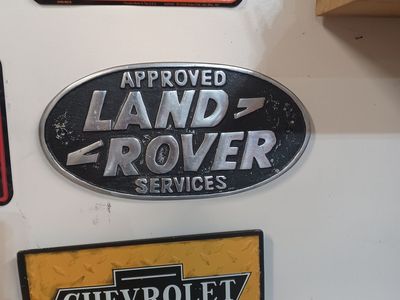 APPROVED
LAND
ROVER
SERVICES
CHEVROLET